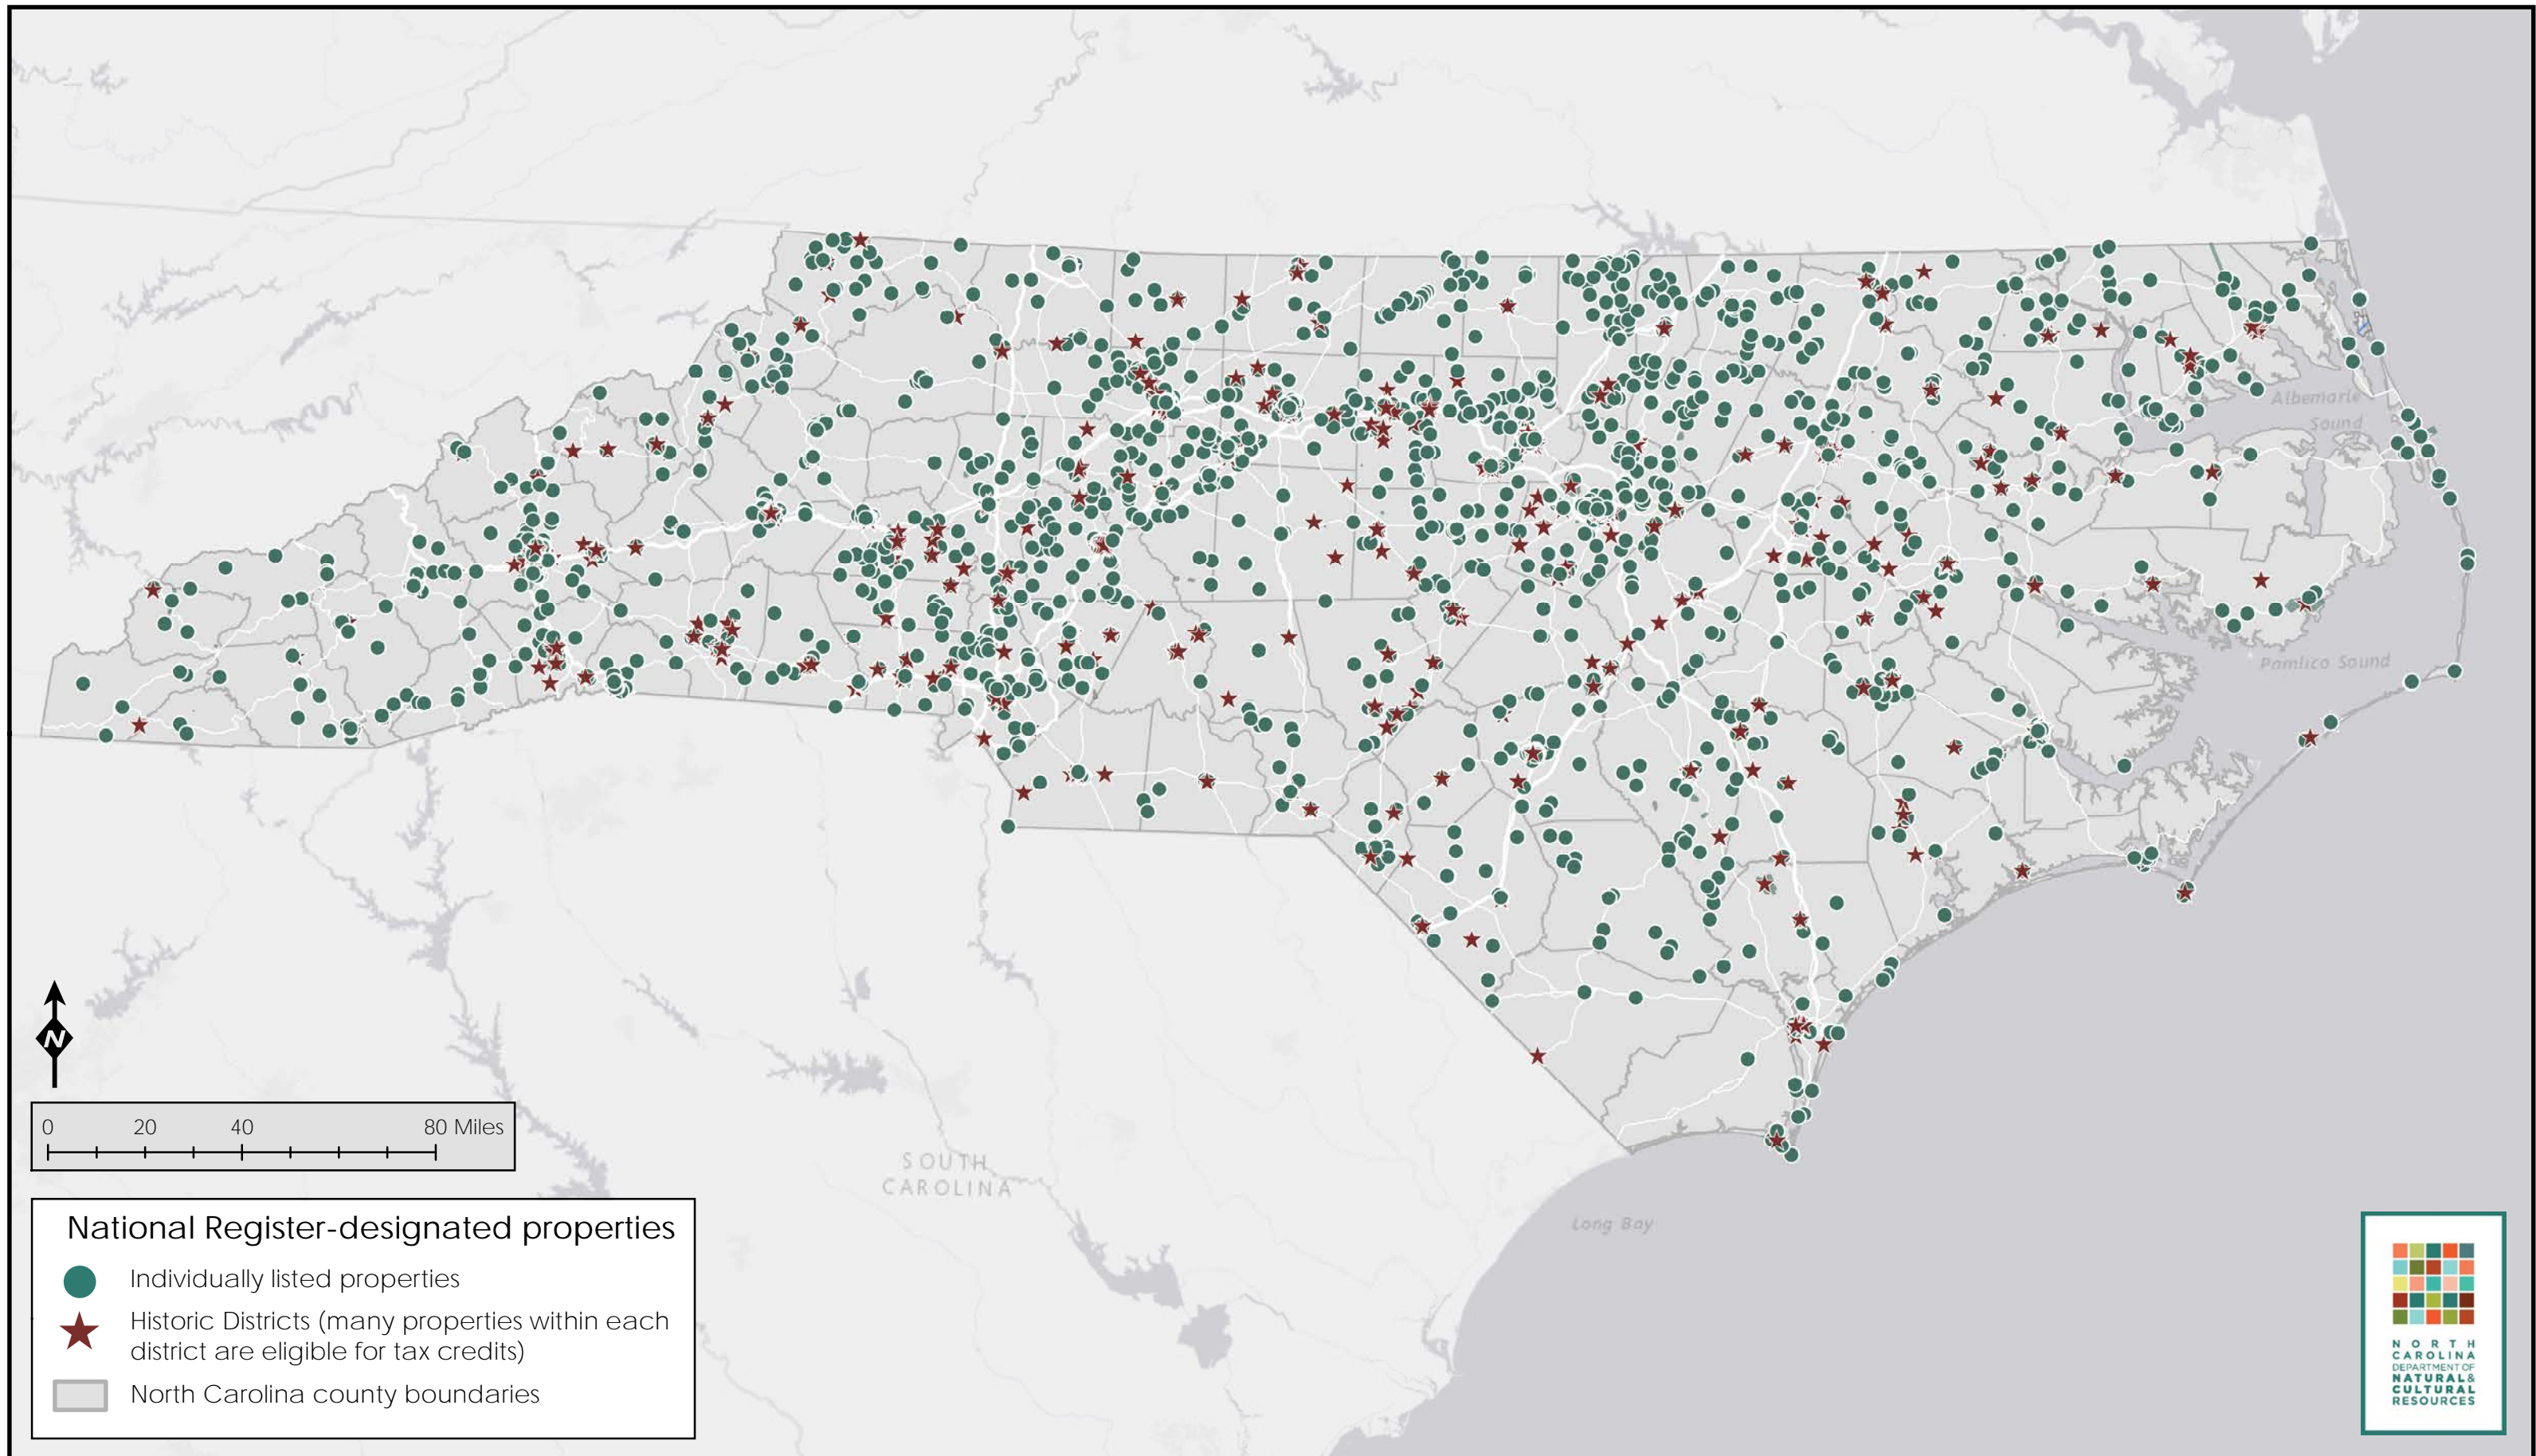 Albemarle
Sound
Pamlico Sound
N
0 20 40 80 Miles
SOUTH
CAROLINA
Long Bay
National Register-designated properties
Individually listed properties
Historic Districts (many properties within each
district are eligible for tax credits)
North Carolina county boundaries
NORTH
CAROLINA
DEPARTMENT OF
NATURAL &
CULTURAL
RESOURCES